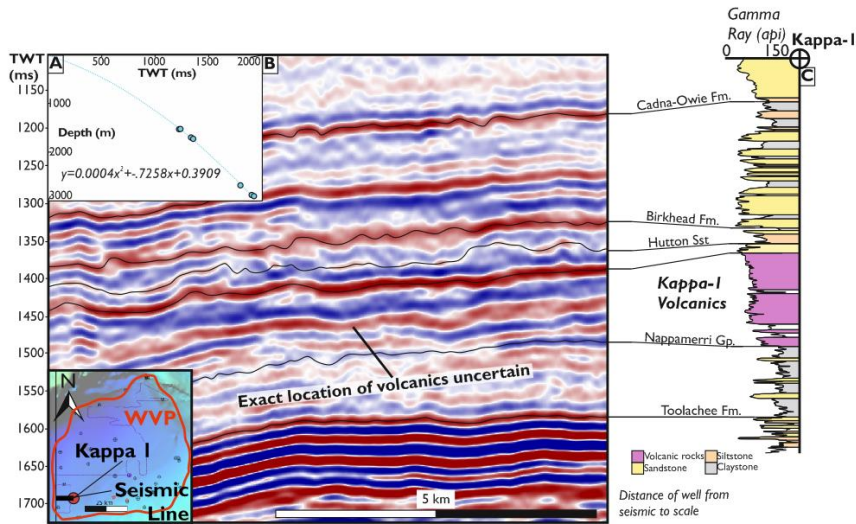 TWT
(ms)
1150
1200
1250
1300
1350
1400
1450
1500
1550
1600
1650
1700
A
500 1000 1500 2000
TWT (ms)
1000
Depth (m)
2000
y=0.0004x²+-.7258x+0.3909
3000
B
Exact location of volcanics uncertain
5 km
N
WVP
Kappa 1
Seismic
Line
25 km
Gamma
Ray (api)
0 150
Kappa-1
C
Cadna-Owie Fm.
Birkhead Fm.
Hutton Sst
Kappa-1
Volcanics
Nappamerri Gp.
Toolachee Fm.
Volcanic rocks
Siltstone
Sandstone
Claystone
Distance of well from
seismic to scale